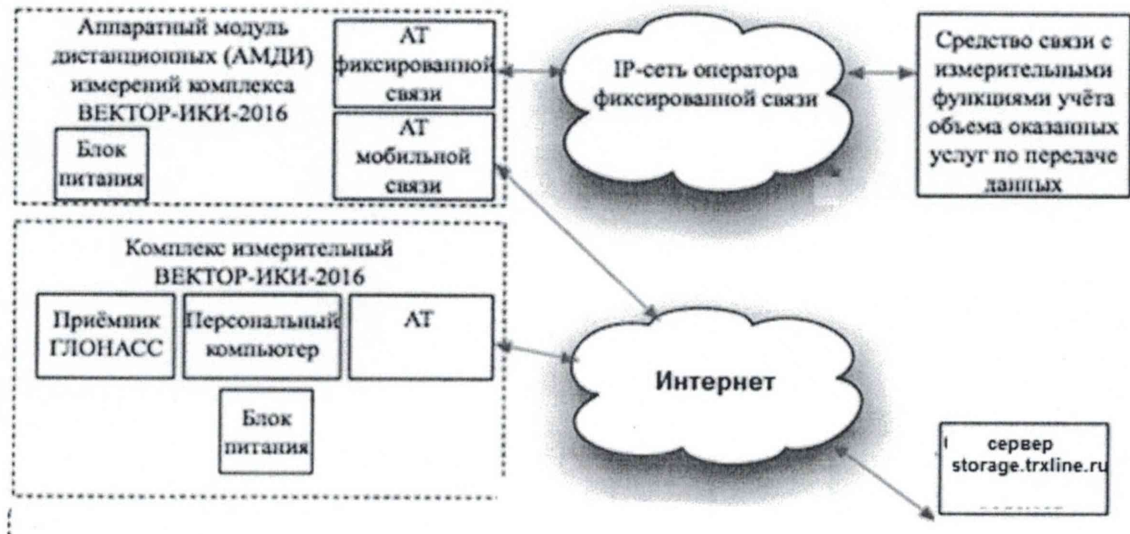 Аппаратный модуль
дистанционных (АМДИ)
измерений комплекса
ВЕКТОР-ИКИ-2016
АТ
фиксированной
связи
АТ
мобильной
связи
Блок
питания
IP-сеть оператора
фиксированной связи
Средство связи с
измерительными
функциями учёта
объема оказанных
услуг по передаче
данных
Комплекс измерительный
ВЕКТОР-ИКИ-2016
Приёмник
ГЛОНАСС
Персональный
компьютер
АТ
Блок
питания
Интернет
сервер
storage.trxline.ru